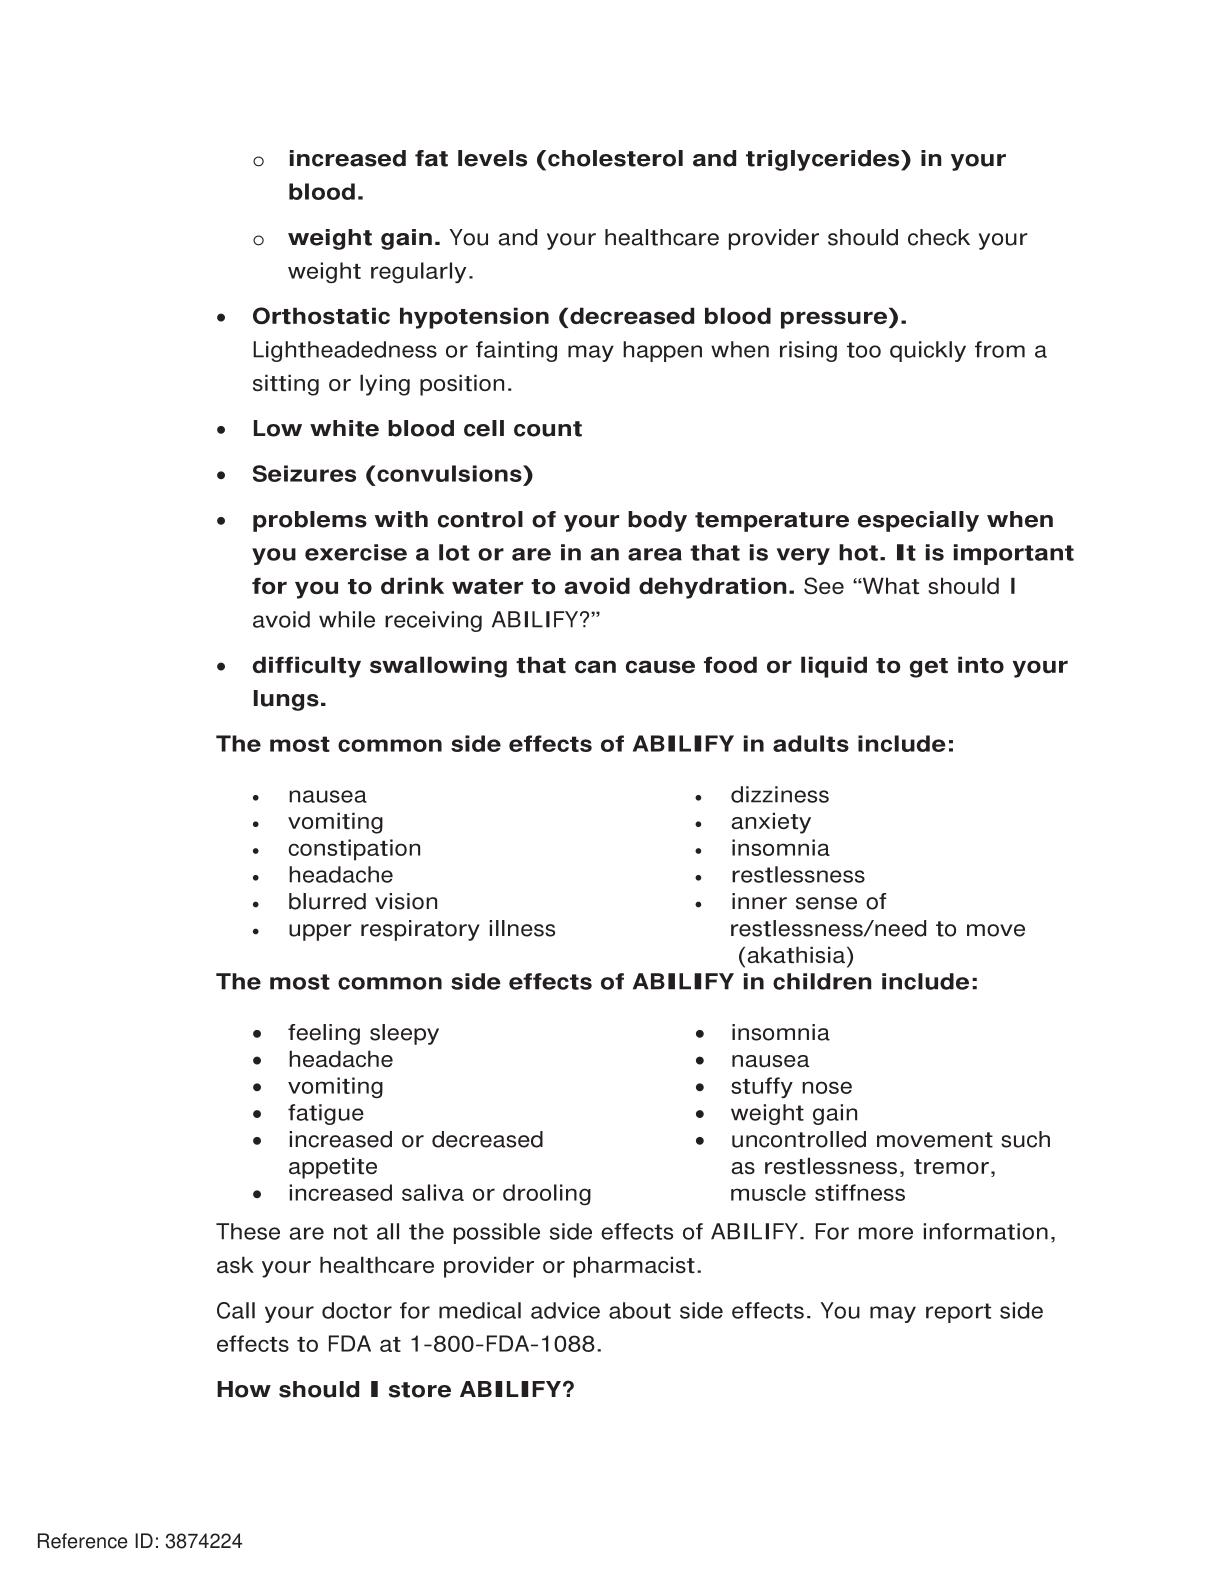 o increased fat levels (cholesterol and triglycerides) in your
blood.
o weight gain. You and your healthcare provider should check your
weight regularly.
• Orthostatic hypotension (decreased blood pressure).
Lightheadedness or fainting may happen when rising too quickly from a
sitting or lying position.
• Low white blood cell count
• Seizures (convulsions)
• problems with control of your body temperature especially when
you exercise a lot or are in an area that is very hot. It is important
for you to drink water to avoid dehydration. See “What should I
avoid while receiving ABILIFY?”
• difficulty swallowing that can cause food or liquid to get into your
lungs.
The most common side effects of ABILIFY in adults include:
• nausea
• vomiting
• constipation
• headache
• blurred vision
• upper respiratory illness
• dizziness
• anxiety
• insomnia
• restlessness
• inner sense of
restlessness/need to move
(akathisia)
The most common side effects of ABILIFY in children include:
• feeling sleepy
• headache
• vomiting
• fatigue
• increased or decreased
appetite
• increased saliva or drooling
• insomnia
• nausea
• stuffy nose
• weight gain
• uncontrolled movement such
as restlessness, tremor,
muscle stiffness
These are not all the possible side effects of ABILIFY. For more information,
ask your healthcare provider or pharmacist.
Call your doctor for medical advice about side effects. You may report side
effects to FDA at 1-800-FDA-1088.
How should I store ABILIFY?
Reference ID: 3874224